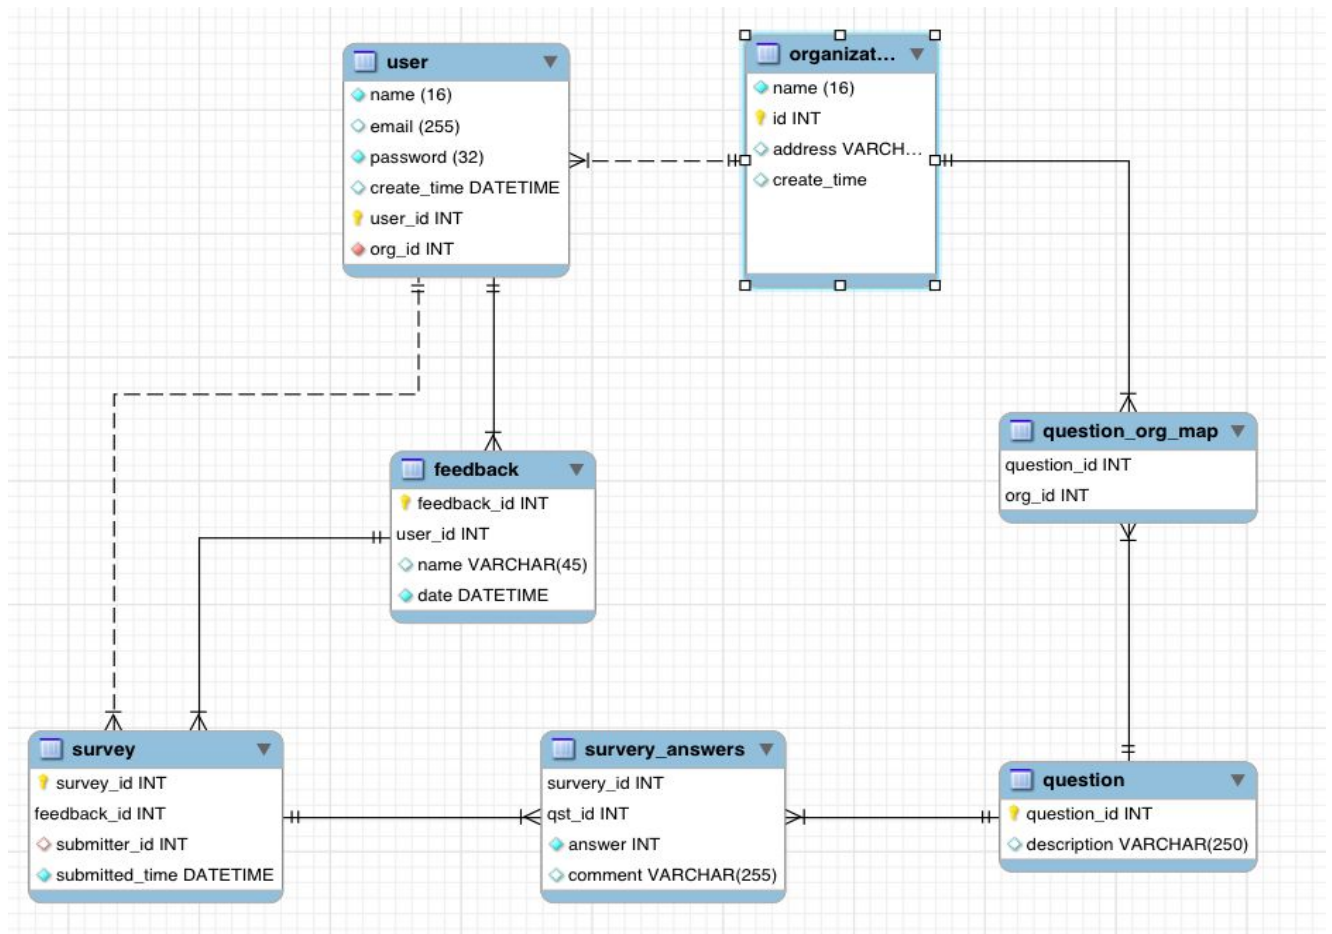 user
name (16)
email (255)
password (32)
create_time DATETIME
user_id INT
org_id INT
organizat...
name (16)
id INT
address VARCH...
create_time
feedback
feedback_id INT
user_id INT
name VARCHAR(45)
date DATETIME
question_org_map
question_id INT
org_id INT
survey
survey_id INT
feedback_id INT
submitter_id INT
submitted_time DATETIME
survery_answers
survery_id INT
qst_id INT
answer INT
comment VARCHAR(255)
question
question_id INT
description VARCHAR(250)